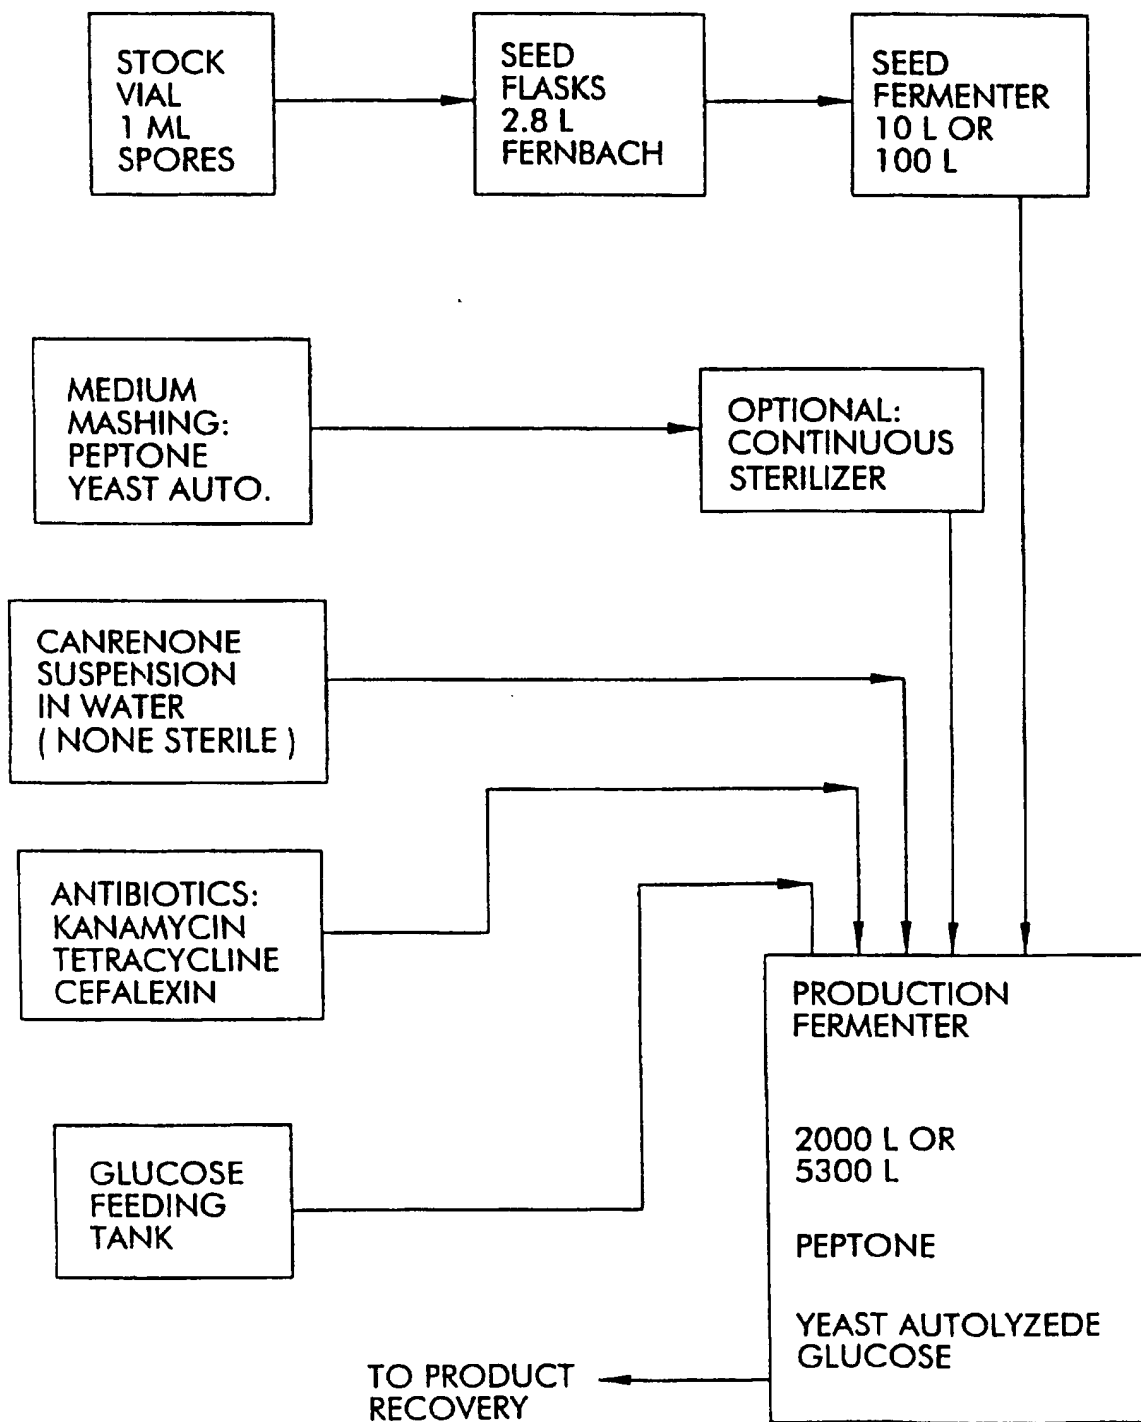 STOCK
VIAL
1 ML
SPORES
SEED
FLASKS
2.8 L
FERNBACH
SEED
FERMENTER
10 L OR
100 L
MEDIUM
MASHING:
PEPTONE
YEAST AUTO.
OPTIONAL:
CONTINUOUS
STERILIZER
CANRENONE
SUSPENSION
IN WATER
( NONE STERILE )
ANTIBIOTICS:
KANAMYCIN
TETRACYCLINE
CEFALEXIN
GLUCOSE
FEEDING
TANK
PRODUCTION
FERMENTER
2000 L OR
5300 L
PEPTONE
YEAST AUTOLYZEDE
GLUCOSE
TO PRODUCT
RECOVERY